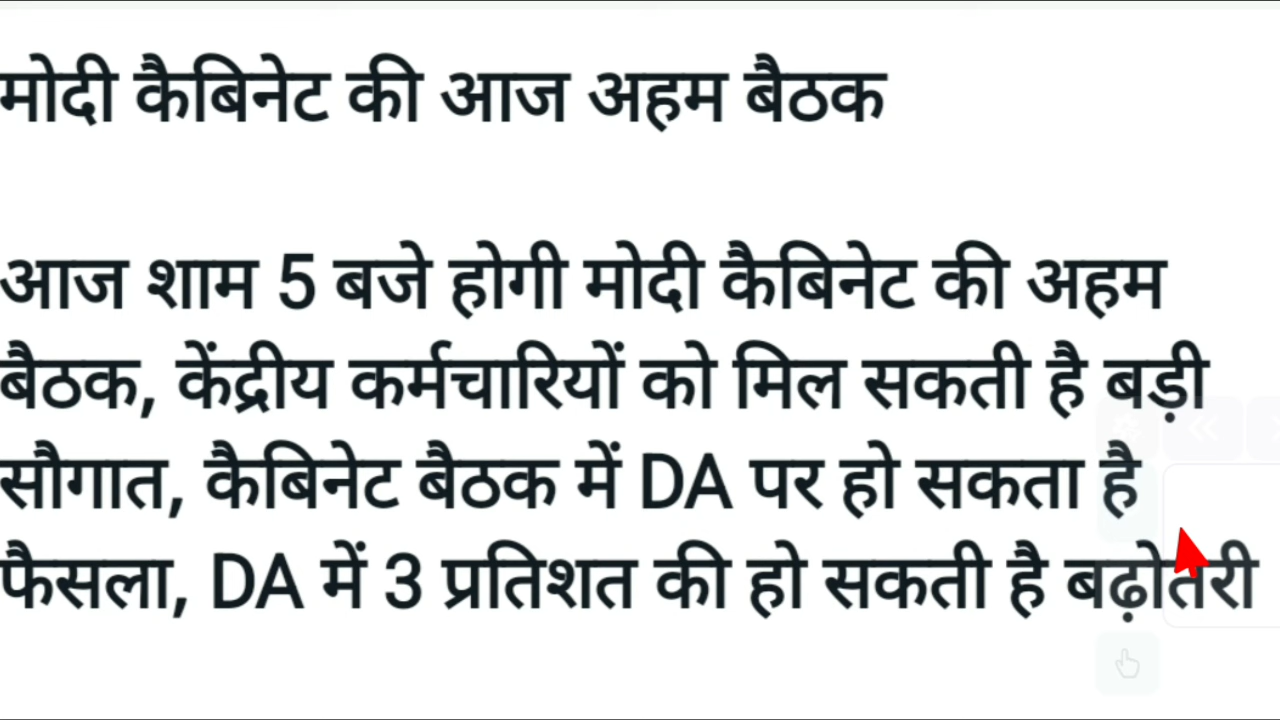 मोदी कैबिनेट की आज अहम बैठक
आज शाम 5 बजे होगी मोदी कैबिनेट की अहम
बैठक, केंद्रीय कर्मचारियों को मिल सकती है बड़ी
सौगात, कैबिनेट बैठक में DA पर हो सकता है
फैसला, DA में 3 प्रतिशत की हो सकती है बढ़ोतरी